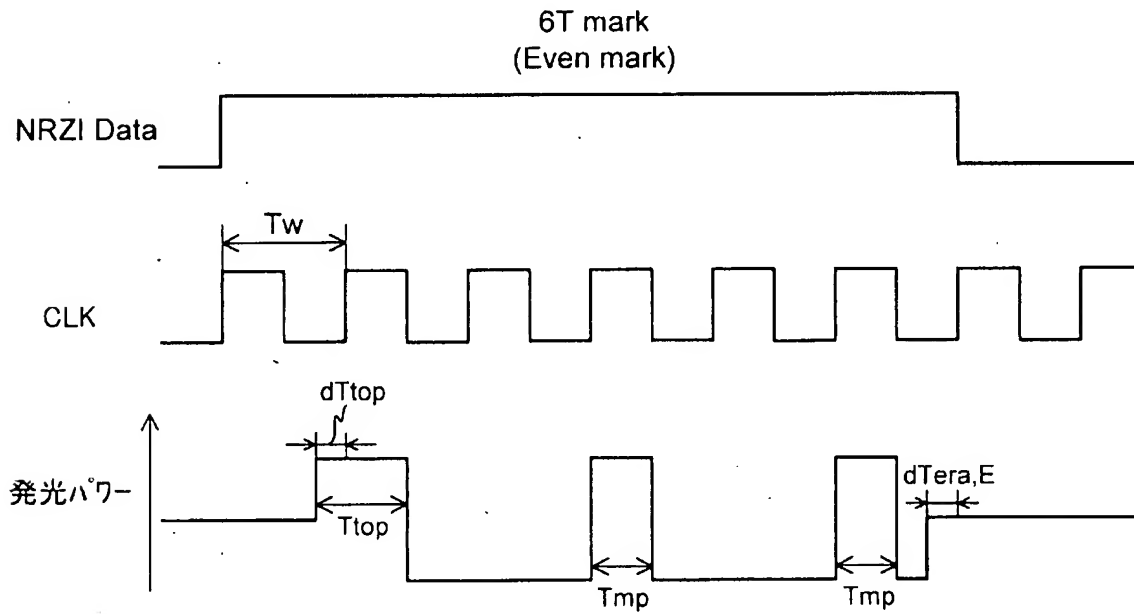 6T mark
(Even mark)
NRZI Data
Tw
CLK
dTtop
発光パワー
dTera,E
Ttop
Tmp
Tmp